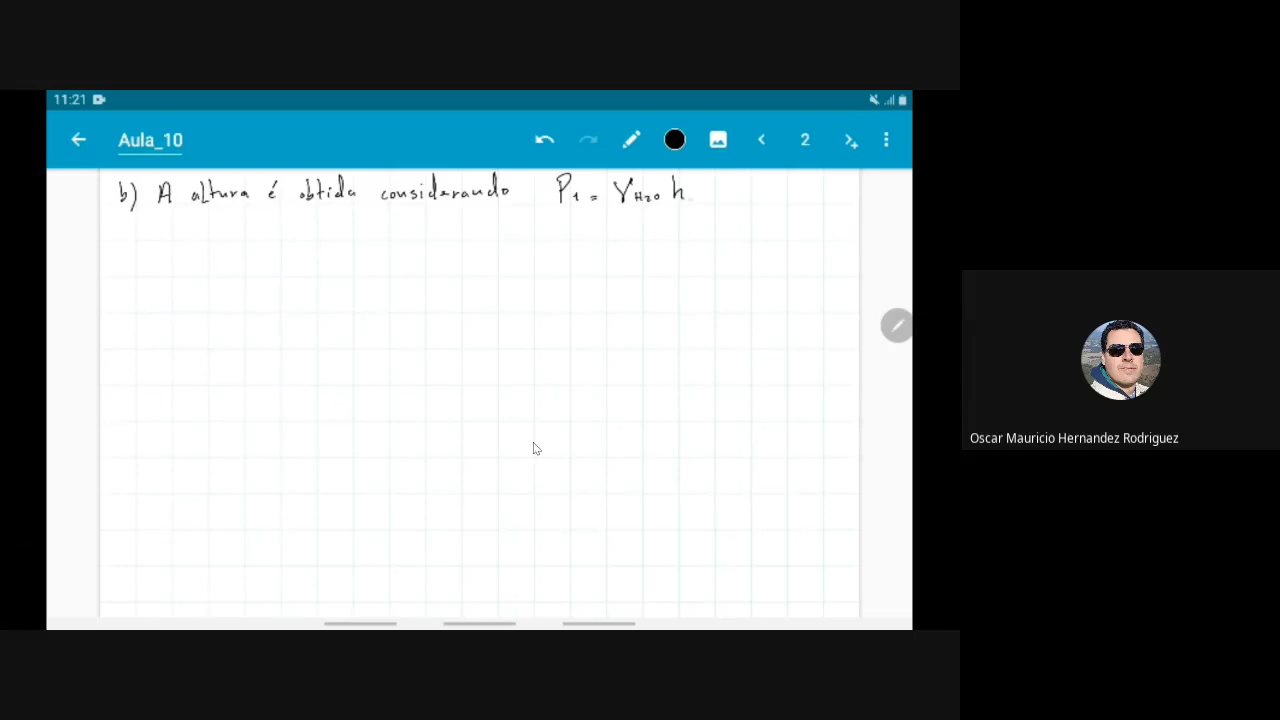 11:21
Aula_10
2
b) A altura é obtida considerando P₁ = γH₂O h
Oscar Mauricio Hernandez Rodriguez